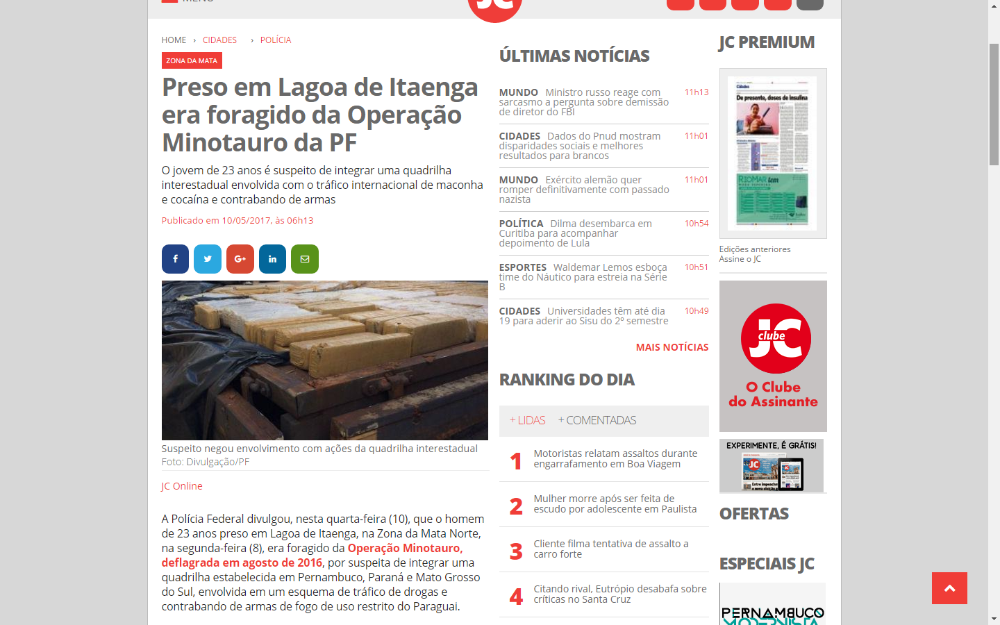 MENU
JC
HOME › CIDADES › POLÍCIA
ZONA DA MATA
Preso em Lagoa de Itaenga
era foragido da Operação
Minotauro da PF
O jovem de 23 anos é suspeito de integrar uma quadrilha
interestadual envolvida com o tráfico internacional de maconha
e cocaína e contrabando de armas
Publicado em 10/05/2017, às 06h13
Suspeito negou envolvimento com ações da quadrilha interestadual
Foto: Divulgação/PF
JC Online
A Polícia Federal divulgou, nesta quarta-feira (10), que o homem
de 23 anos preso em Lagoa de Itaenga, na Zona da Mata Norte,
na segunda-feira (8), era foragido da Operação Minotauro,
deflagrada em agosto de 2016, por suspeita de integrar uma
quadrilha estabelecida em Pernambuco, Paraná e Mato Grosso
do Sul, envolvida em um esquema de tráfico de drogas e
contrabando de armas de fogo de uso restrito do Paraguai.
ÚLTIMAS NOTÍCIAS
MUNDO Ministro russo reage com 11h13
sarcasmo a pergunta sobre demissão
de diretor do FBI
CIDADES Dados do Pnud mostram 11h01
disparidades sociais e melhores
resultados para brancos
MUNDO Exército alemão quer 11h01
romper definitivamente com passado
nazista
POLÍTICA Dilma desembarca em 10h54
Curitiba para acompanhar
depoimento de Lula
ESPORTES Waldemar Lemos esboça 10h51
time do Náutico para estreia na Série
B
CIDADES Universidades têm até dia 10h49
19 para aderir ao Sisu do 2º semestre
MAIS NOTÍCIAS
RANKING DO DIA
+ LIDAS + COMENTADAS
1 Motoristas relatam assaltos durante
engarrafamento em Boa Viagem
2 Mulher morre após ser feita de
escudo por adolescente em Paulista
3 Cliente filma tentativa de assalto a
carro forte
4 Citando rival, Eutrópio desabafa sobre
críticas no Santa Cruz
JC PREMIUM
Cidades
De presente, doses de insulina
RIOMAR tem
Edições anteriores
Assine o JC
JC
clube
O Clube
do Assinante
EXPERIMENTE, É GRÁTIS!
JC
OFERTAS
ESPECIAIS JC
PERNAMBUCO
MODERNISTA